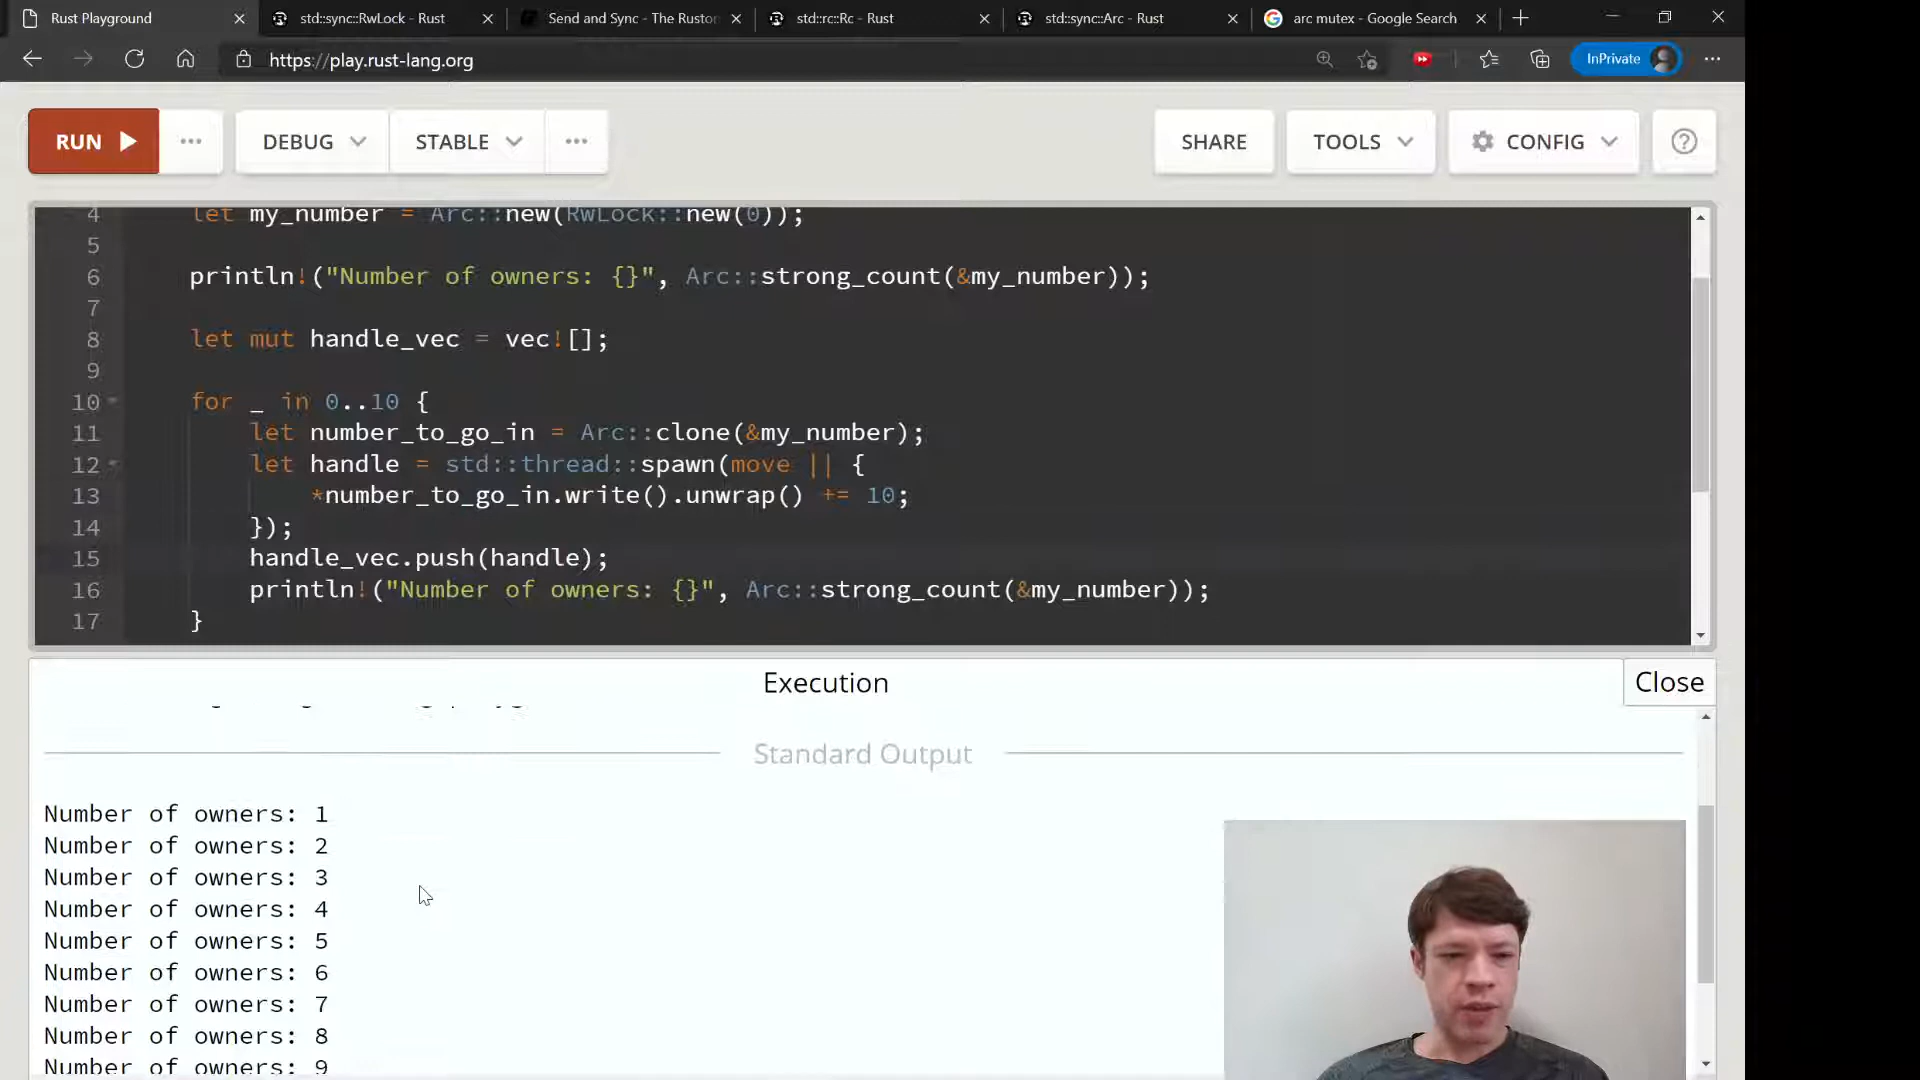 Rust Playground
std::sync::RwLock - Rust
Send and Sync - The Rustor
std::rc::Rc - Rust
std::sync::Arc - Rust
arc mutex - Google Search
https://play.rust-lang.org
InPrivate
RUN
DEBUG
STABLE
SHARE
TOOLS
CONFIG
4 let my_number = Arc::new(RwLock::new(0));
5
6 println!("Number of owners: {}", Arc::strong_count(&my_number));
7
8 let mut handle_vec = vec![];
9
10 for _ in 0..10 {
11 let number_to_go_in = Arc::clone(&my_number);
12 let handle = std::thread::spawn(move || {
13 *number_to_go_in.write().unwrap() += 10;
14 });
15 handle_vec.push(handle);
16 println!("Number of owners: {}", Arc::strong_count(&my_number));
17 }
Execution
Close
Standard Output
Number of owners: 1
Number of owners: 2
Number of owners: 3
Number of owners: 4
Number of owners: 5
Number of owners: 6
Number of owners: 7
Number of owners: 8
Number of owners: 9